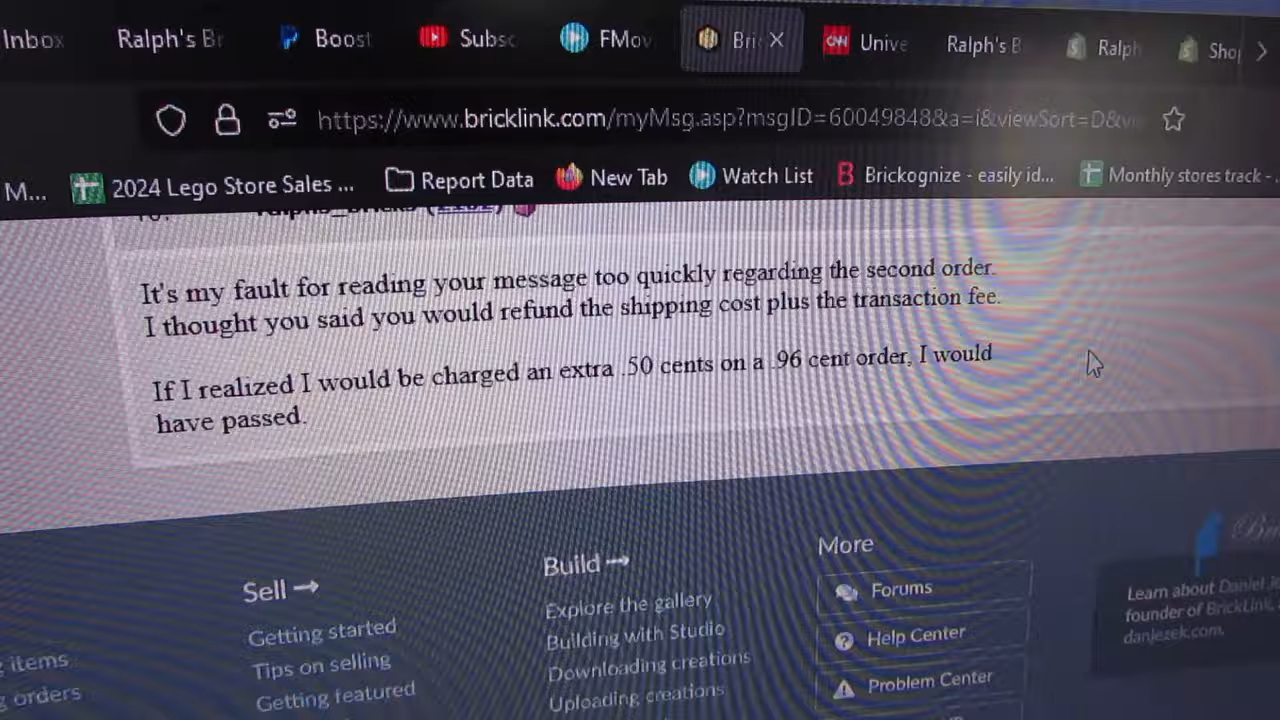 Inbox
Ralph's Br
Boost
Subsc
FMov
Bri
CNN
Unive
Ralph's B
Ralph
Shop
https://www.bricklink.com/myMsg.asp?msgID=60049848&a=i&viewSort=D&vi
M...
2024 Lego Store Sales ...
Report Data
New Tab
Watch List
B
Brickognize - easily id...
Monthly stores track -
It's my fault for reading your message too quickly regarding the second order.
I thought you said you would refund the shipping cost plus the transaction fee.
If I realized I would be charged an extra .50 cents on a .96 cent order, I would
have passed.
Sell →
Getting started
Tips on selling
Getting featured
items
orders
Build →
Explore the gallery
Building with Studio
Downloading creations
Uploading creations
More
Forums
Help Center
Problem Center
Learn about Daniel
founder of BrickLink,
danjezek.com.